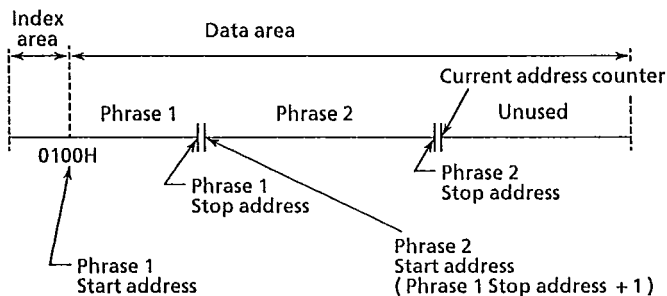 Index
area
Data area
Current address counter
Phrase 1
Phrase 2
Unused
0100H
Phrase 1
Stop address
Phrase 2
Stop address
Phrase 1
Start address
Phrase 2
Start address
( Phrase 1 Stop address + 1 )